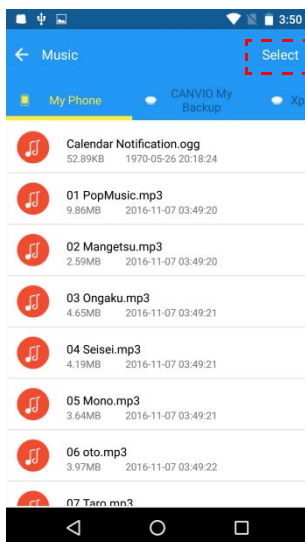 3:50
Music
Select
My Phone
CANVIO My
Backup
Xp
Calendar Notification.ogg
52.89KB 1970-05-26 20:18:24
01 PopMusic.mp3
9.86MB 2016-11-07 03:49:20
02 Mangetsu.mp3
2.59MB 2016-11-07 03:49:20
03 Ongaku.mp3
4.65MB 2016-11-07 03:49:21
04 Seisei.mp3
4.19MB 2016-11-07 03:49:21
05 Mono.mp3
3.64MB 2016-11-07 03:49:21
06 oto.mp3
3.97MB 2016-11-07 03:49:22
07 Taro.mp3